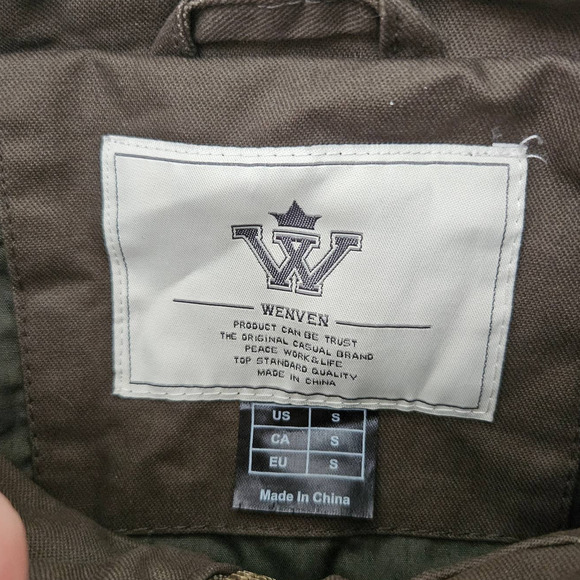 W
WENVEN
PRODUCT CAN BE TRUST
THE ORIGINAL CASUAL BRAND
PEACE WORK&LIFE
TOP STANDARD QUALITY
MADE IN CHINA
US S
CA S
EU S
Made In China